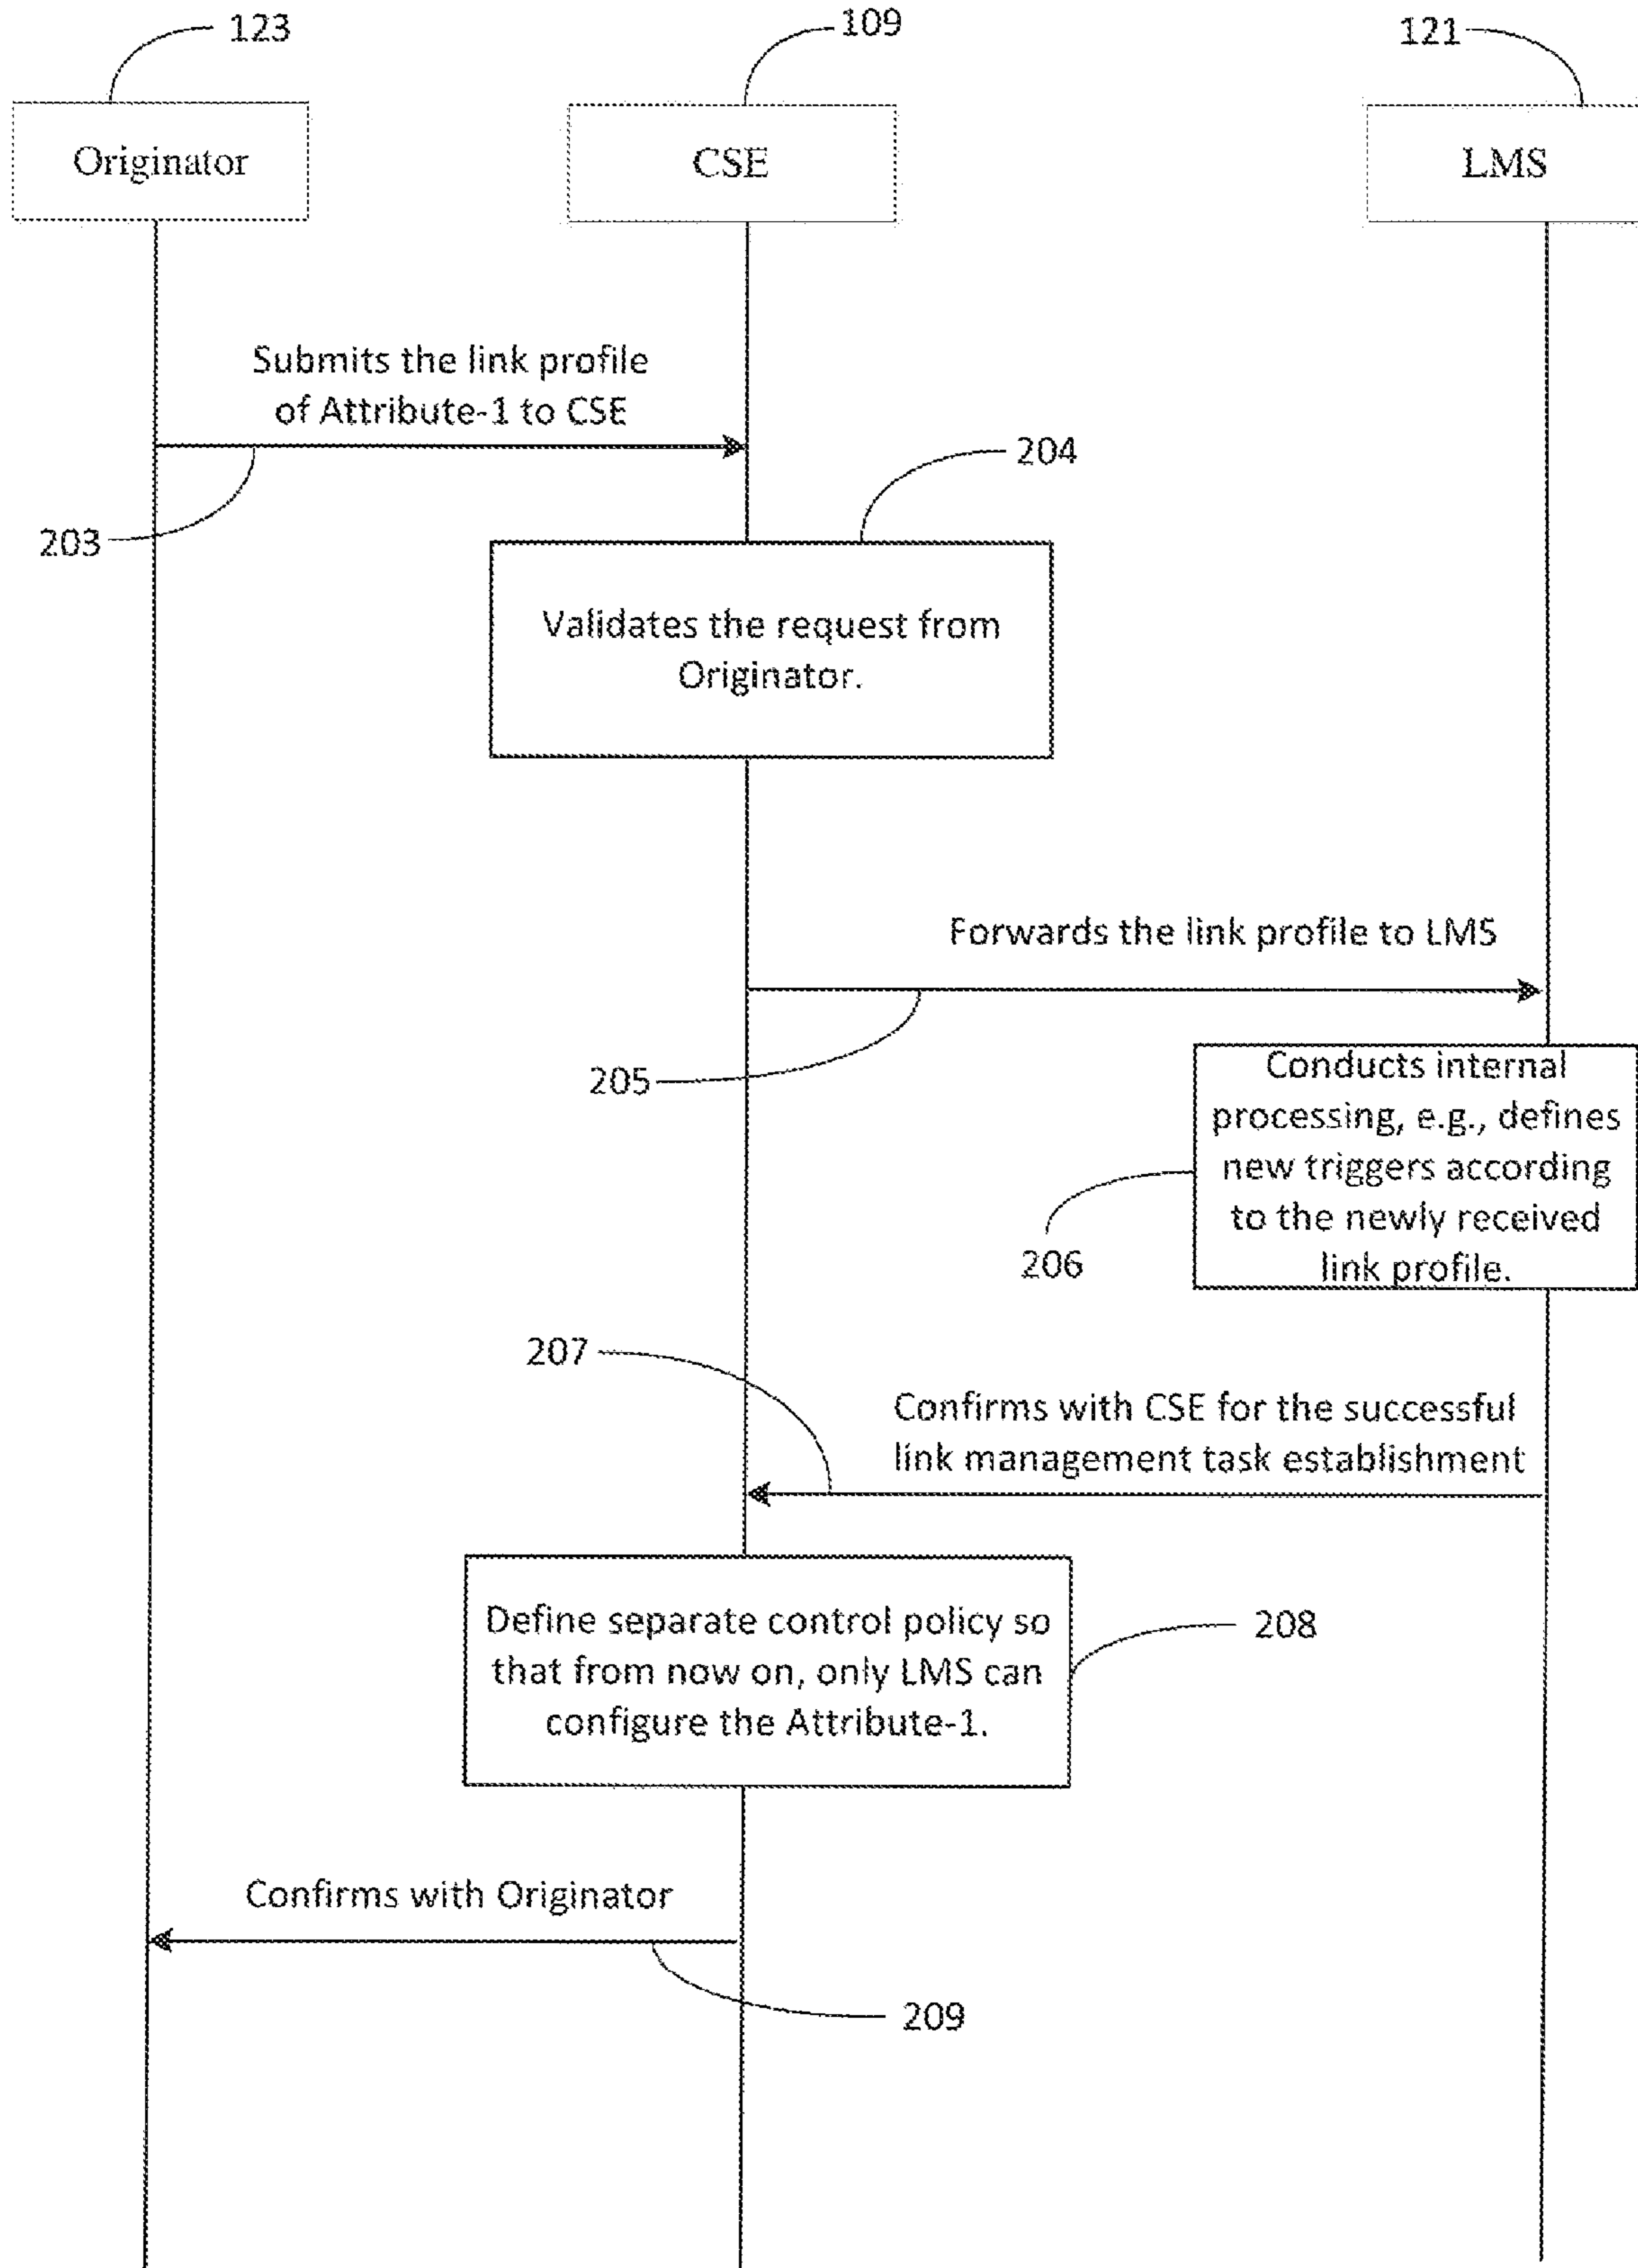 123
109
121
Originator
CSE
LMS
Submits the link profile
of Attribute-1 to CSE
203
204
Validates the request from
Originator.
Forwards the link profile to LMS
205
Conducts internal
processing, e.g., defines
new triggers according
to the newly received
link profile.
206
207
Confirms with CSE for the successful
link management task establishment
Define separate control policy so
that from now on, only LMS can
configure the Attribute-1.
208
Confirms with Originator
209